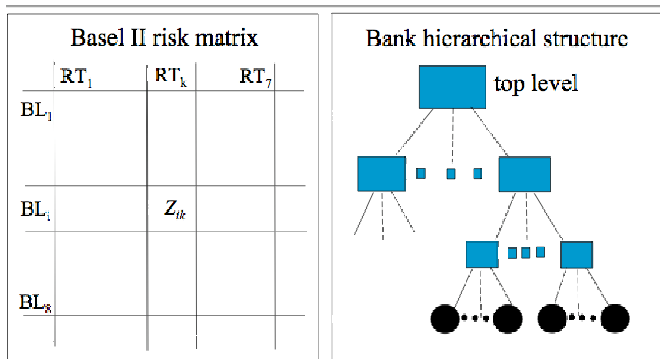 Basel II risk matrix
RT1 RTk RT7
BL1
BLi Zik
BL8
Bank hierarchical structure
top level